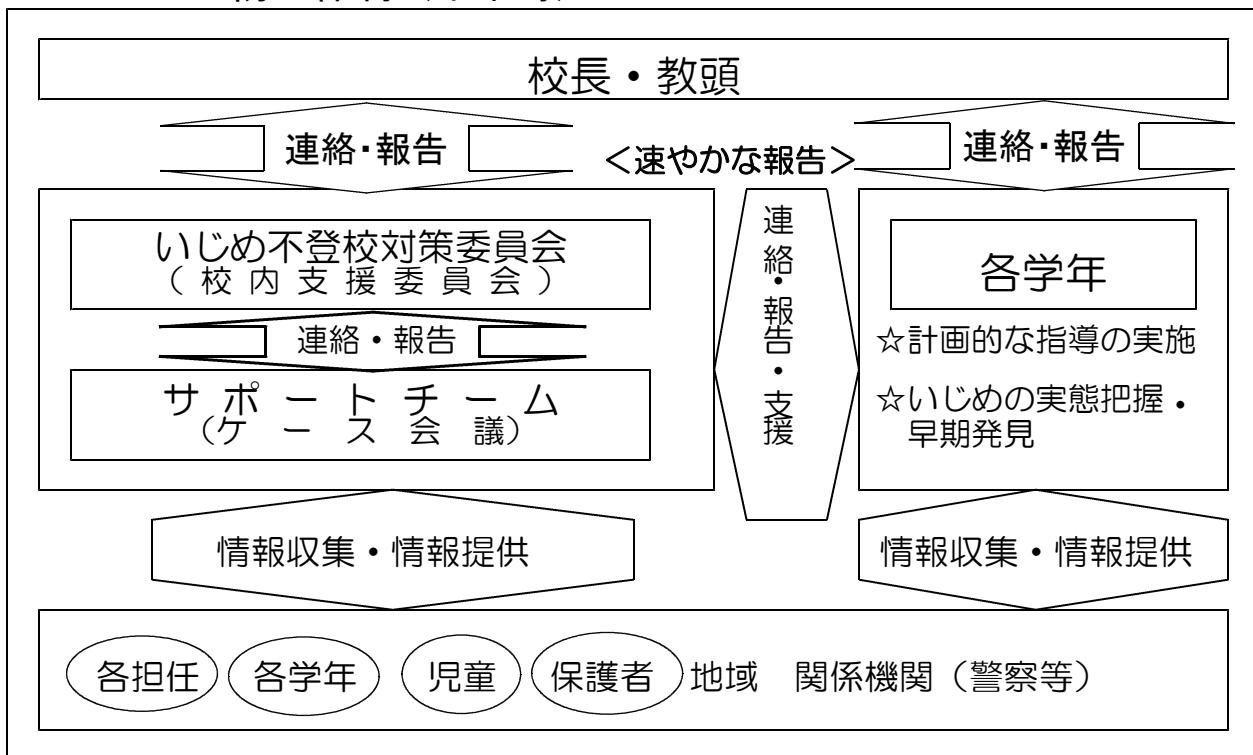 校長・教頭
連絡・報告
＜速やかな報告＞
連絡・報告
いじめ不登校対策委員会
（校内支援委員会）
連絡・報告
サポートチーム
（ケース会議）
連絡・報告・支援
各学年
☆計画的な指導の実施
☆いじめの実態把握・
早期発見
情報収集・情報提供
情報収集・情報提供
各担任 各学年 児童 保護者 地域 関係機関（警察等）